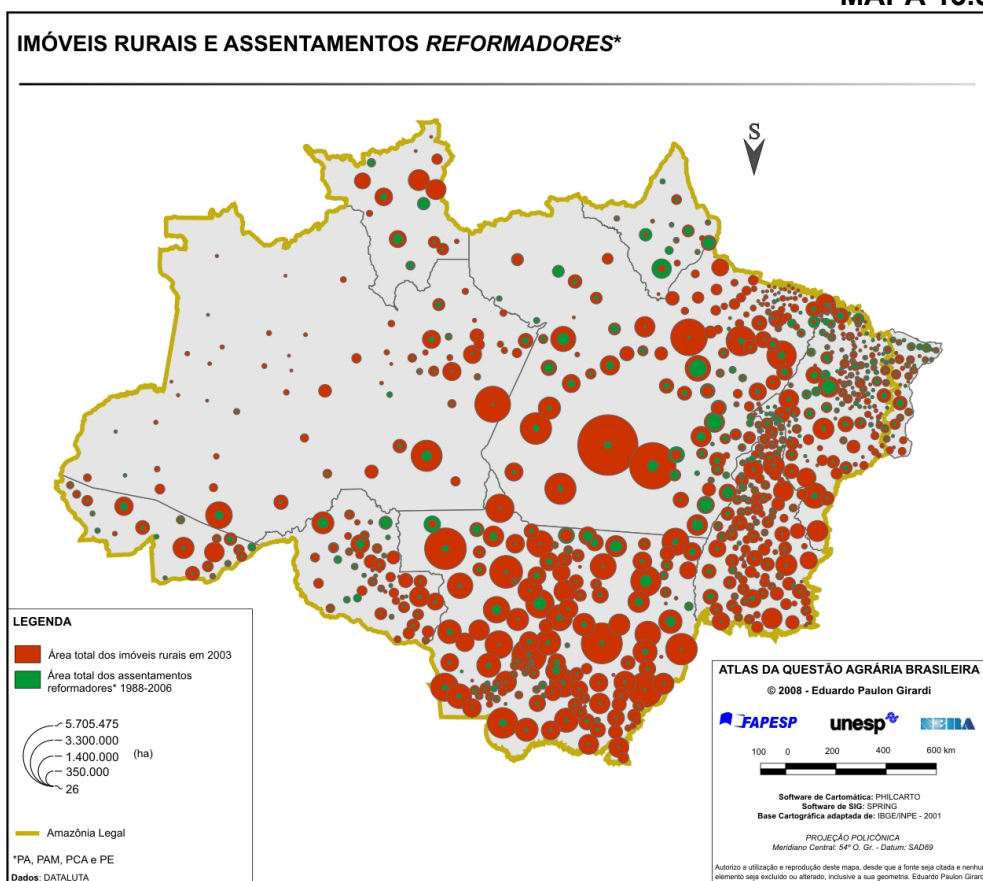 IMÓVEIS RURAIS E ASSENTAMENTOS REFORMADORES*
S
LEGENDA
Área total dos imóveis rurais em 2003
Área total dos assentamentos
reformadores* 1988-2006
5.705.475
3.300.000
1.400.000
350.000
26
(ha)
Amazônia Legal
*PA, PAM, PCA e PE
Dados: DATALUTA
ATLAS DA QUESTÃO AGRÁRIA BRASILEIRA
© 2008 - Eduardo Paulon Girardi
FAPESP unesp NERA
100 0 200 400 600 km
Software de Cartomática: PHILCARTO
Software de SIG: SPRING
Base Cartográfica adaptada de: IBGE/INPE - 2001
PROJEÇÃO POLICÔNICA
Meridiano Central: 54º O. Gr. - Datum: SAD69
Autorizo a utilização e reprodução deste mapa, desde que a fonte seja citada e
elemento seja excluído ou alterado, inclusive a sua geometria. Eduardo Paulon